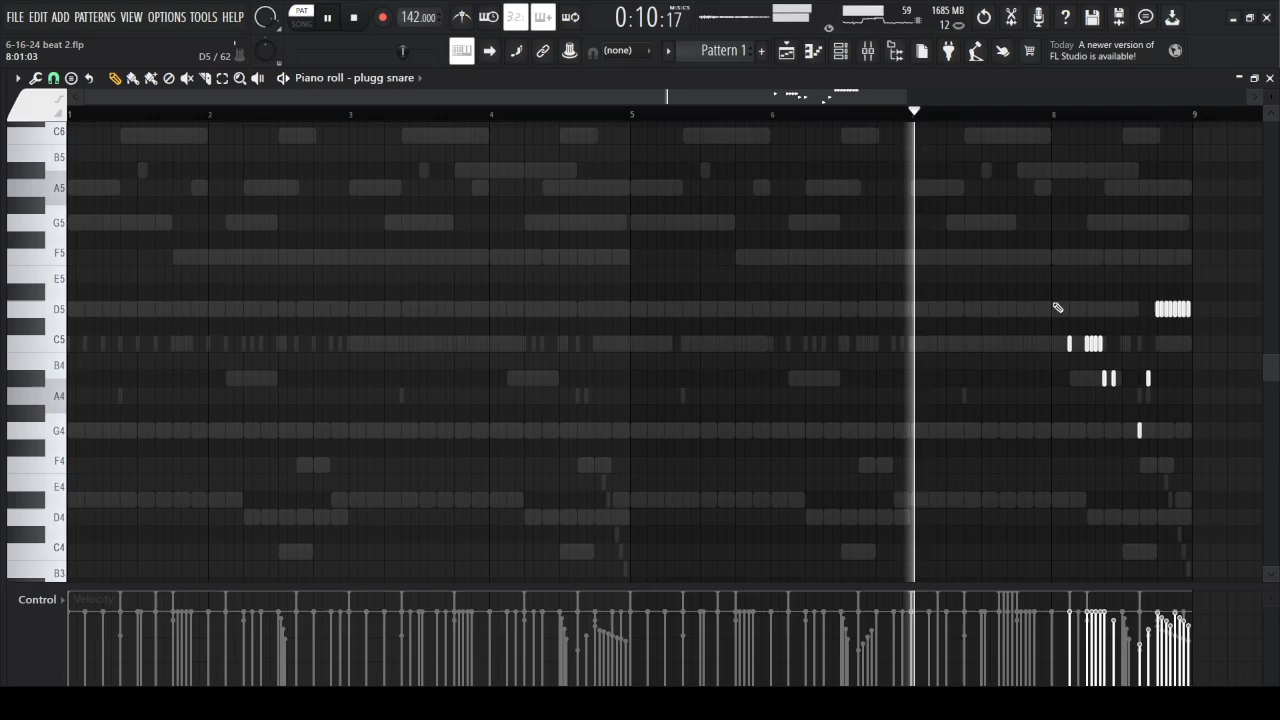 FILE EDIT ADD PATTERNS VIEW OPTIONS TOOLS HELP
PAT
SONG
142.000
3.2.
0:10:17
M:S:CS
59
1685 MB
12
6-16-24 beat 2.flp
8:01:03
D5 / 62
(none)
Pattern 1
Today A newer version of
FL Studio is available!
Piano roll - plugg snare
1 2 3 4 5 6 8 9
C6
B5
A5
G5
F5
E5
D5
C5
B4
A4
G4
F4
E4
D4
C4
B3
Control
Velocity